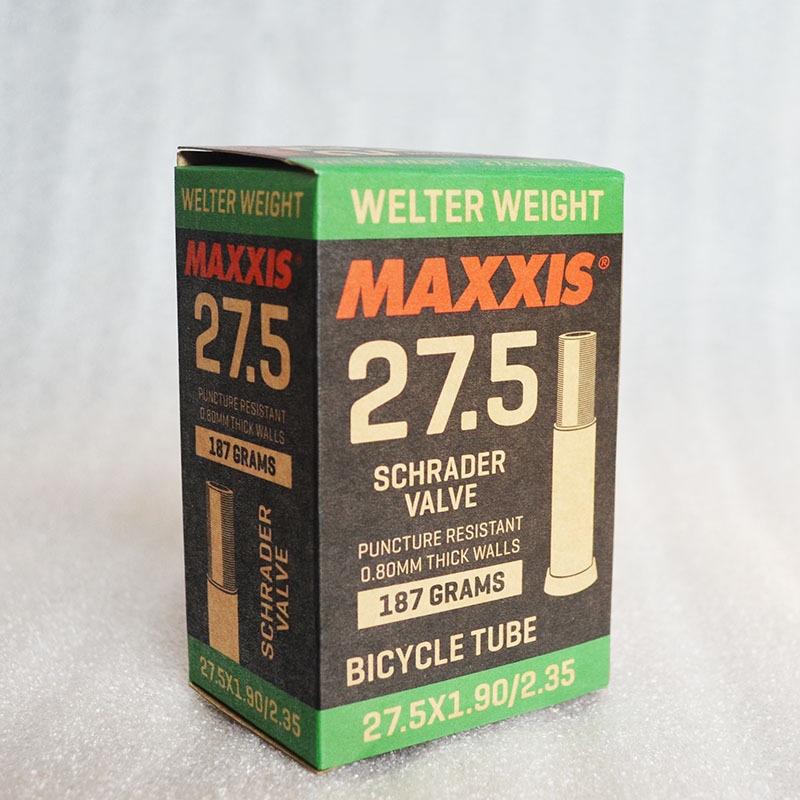 WELTER WEIGHT
MAXXIS
27.5
PUNCTURE RESISTANT
0.80MM THICK WALLS
187 GRAMS
SCHRADER
VALVE
27.5X1.90/2.35
WELTER WEIGHT
MAXXIS®
27.5
SCHRADER
VALVE
PUNCTURE RESISTANT
0.80MM THICK WALLS
187 GRAMS
BICYCLE TUBE
27.5X1.90/2.35